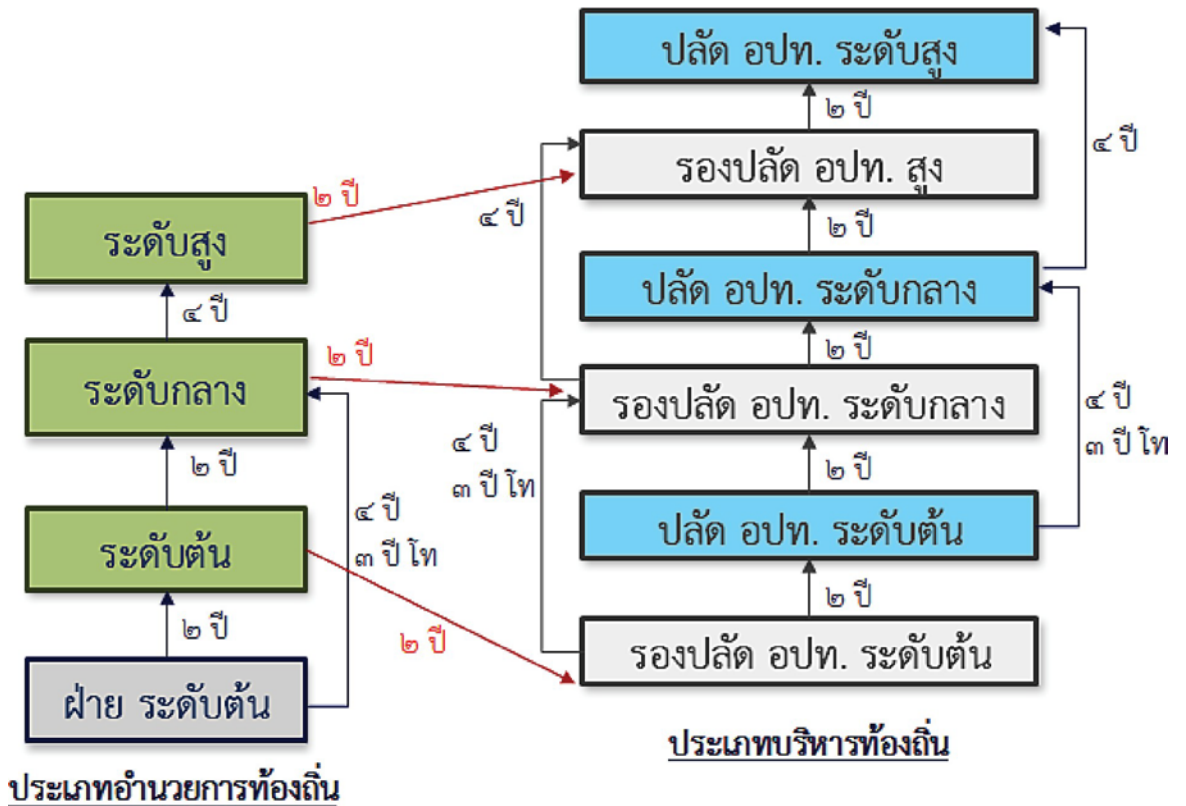 ปลัด อปท. ระดับสูง
๒ ปี
๔ ปี
รองปลัด อปท. สูง
๒ ปี
๔ ปี
ระดับสูง
๒ ปี
ปลัด อปท. ระดับกลาง
๔ ปี
๒ ปี
๒ ปี
ระดับกลาง
รองปลัด อปท. ระดับกลาง
๔ ปี
๓ ปี โท
๔ ปี
๓ ปี โท
๒ ปี
๒ ปี
๔ ปี
๓ ปี โท
ระดับต้น
ปลัด อปท. ระดับต้น
๒ ปี
๒ ปี
๒ ปี
ฝ่าย ระดับต้น
รองปลัด อปท. ระดับต้น
ประเภทบริหารท้องถิ่น
ประเภทอำนวยการท้องถิ่น